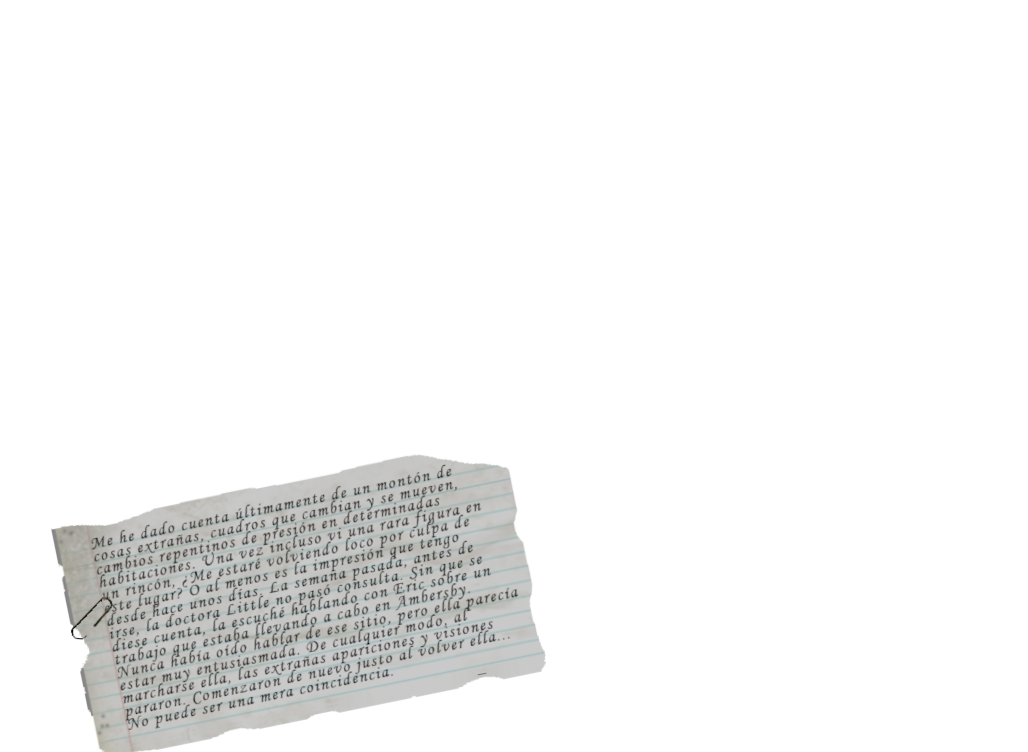 Me he dado cuenta últimamente de un montón de
cosas extrañas, cuadros que cambian y se mueven,
cambios repentinos de presión en determinadas
habitaciones. Una vez incluso vi una rara figura en
un rincón, ¿Me estaré volviendo loco por culpa de
este lugar? O al menos es la impresión que tengo
desde hace unos días. La semana pasada, antes de
irse, la doctora Little no pasó consulta. Sin que se
diese cuenta, la escuché hablando con Eric sobre un
trabajo que estaba llevando a cabo en Ambersby.
Nunca había oído hablar de ese sitio, pero ella parecía
estar muy entusiasmada. De cualquier modo, al
marcharse ella, las extrañas apariciones y visiones
pararon. Comenzaron de nuevo justo al volver ella...
No puede ser una mera coincidencia.